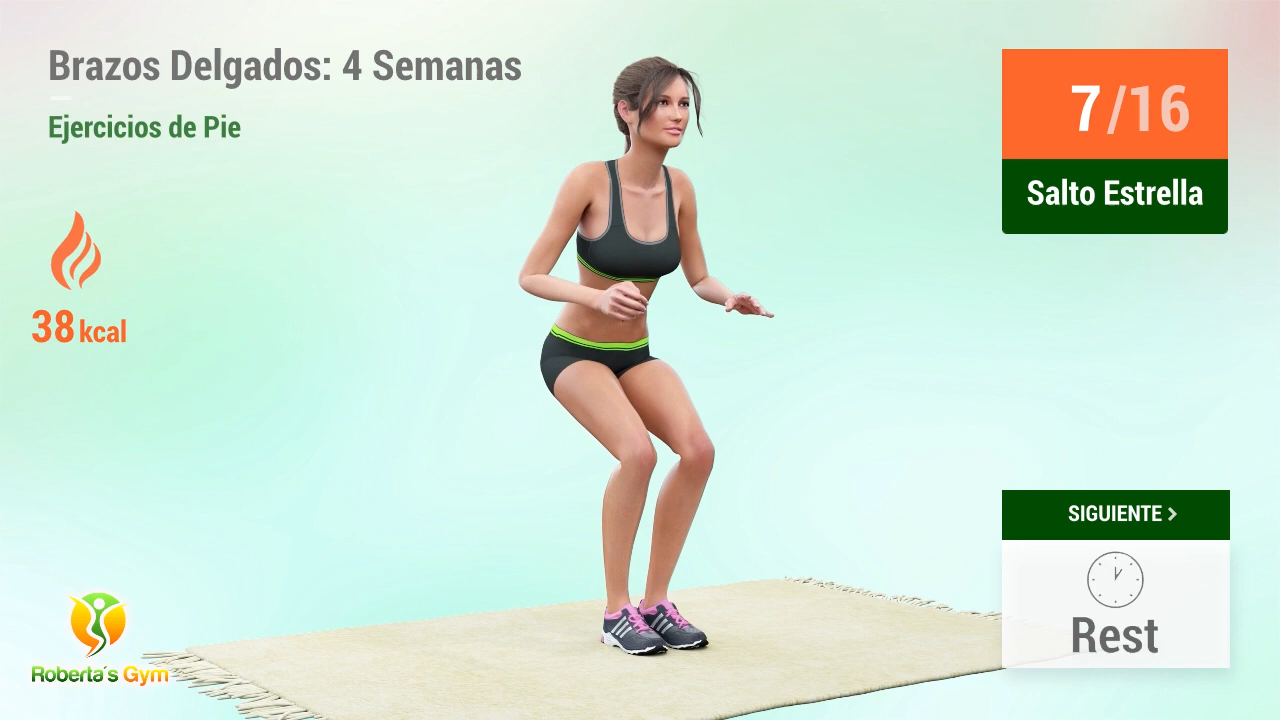 Brazos Delgados: 4 Semanas
Ejercicios de Pie
7/16
Salto Estrella
38 kcal
SIGUIENTE >
Rest
Roberta´s Gym